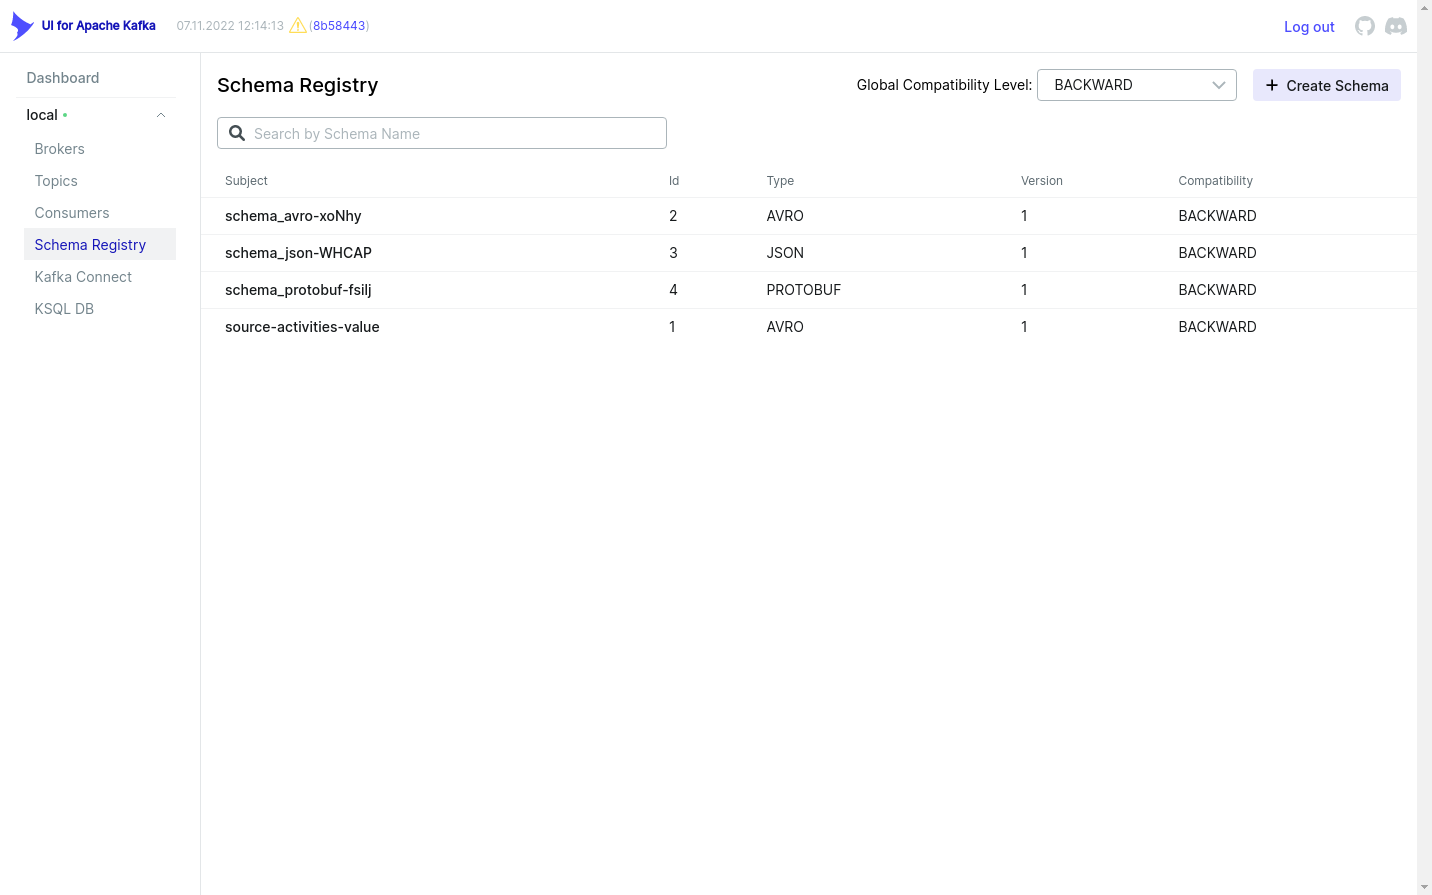 UI for Apache Kafka 07.11.2022 12:14:13 (8b58443) Log out
Dashboard
local
Brokers
Topics
Consumers
Schema Registry
Kafka Connect
KSQL DB
Schema Registry Global Compatibility Level: BACKWARD Create Schema
Search by Schema Name
Subject Id Type Version Compatibility
schema_avro-xoNhy 2 AVRO 1 BACKWARD
schema_json-WHCAP 3 JSON 1 BACKWARD
schema_protobuf-fsilj 4 PROTOBUF 1 BACKWARD
source-activities-value 1 AVRO 1 BACKWARD